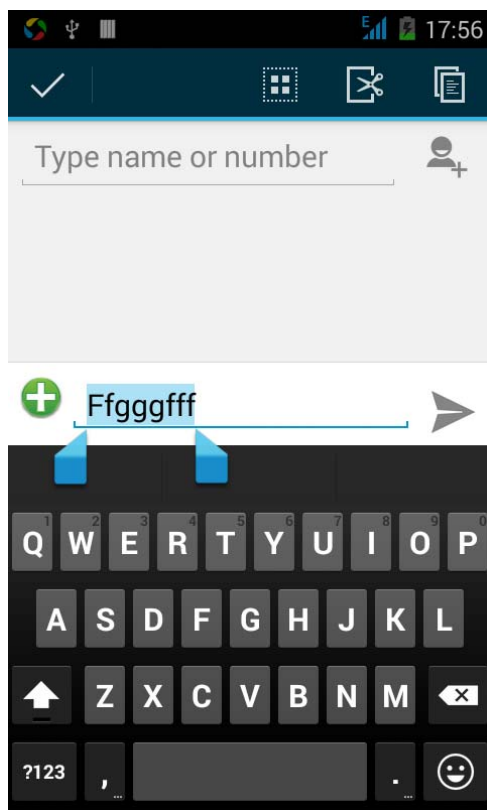 E
17:56
Type name or number
Ffgggfff
1 2 3 4 5 6 7 8 9 0
Q W E R T Y U I O P
A S D F G H J K L
Z X C V B N M
?123 , ... . ...